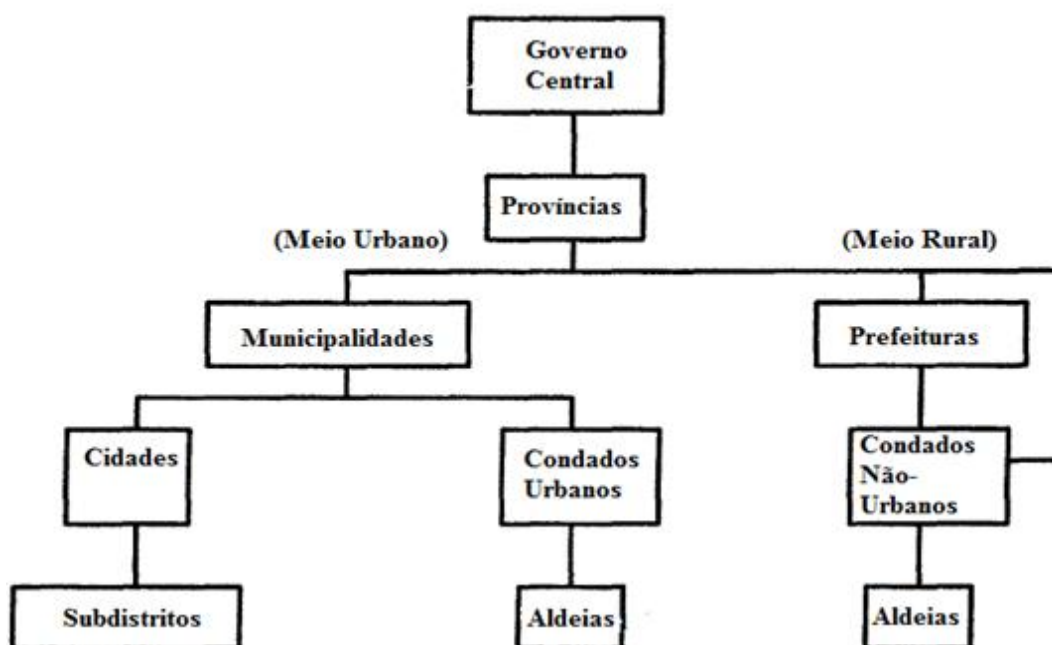 Governo
Central
Províncias
(Meio Urbano)
(Meio Rural)
Municipalidades
Prefeituras
Cidades
Condados
Urbanos
Condados
Não-
Urbanos
Subdistritos
Aldeias
Aldeias